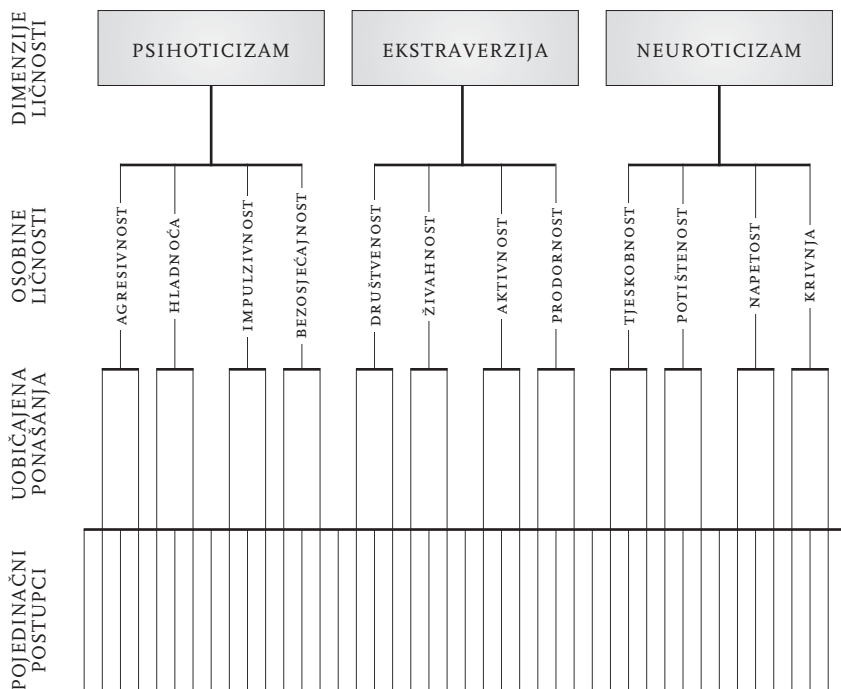 DIMENZIJE
LIČNOSTI
PSIHOTICIZAM
EKSTRAVERZIJA
NEUROTICIZAM
OSOBINE
LIČNOSTI
AGRESIVNOST
HLADNOĆA
IMPULZIVNOST
BEZOSJEĆAJNOST
DRUŠTVENOST
ŽIVAHNOST
AKTIVNOST
PRODORNOST
TJESKOBNOST
POTIŠTENOST
NAPETOST
KRIVNJA
UOBIČAJENA
PONAŠANJA
POJEDINAČNI
POSTUPCI